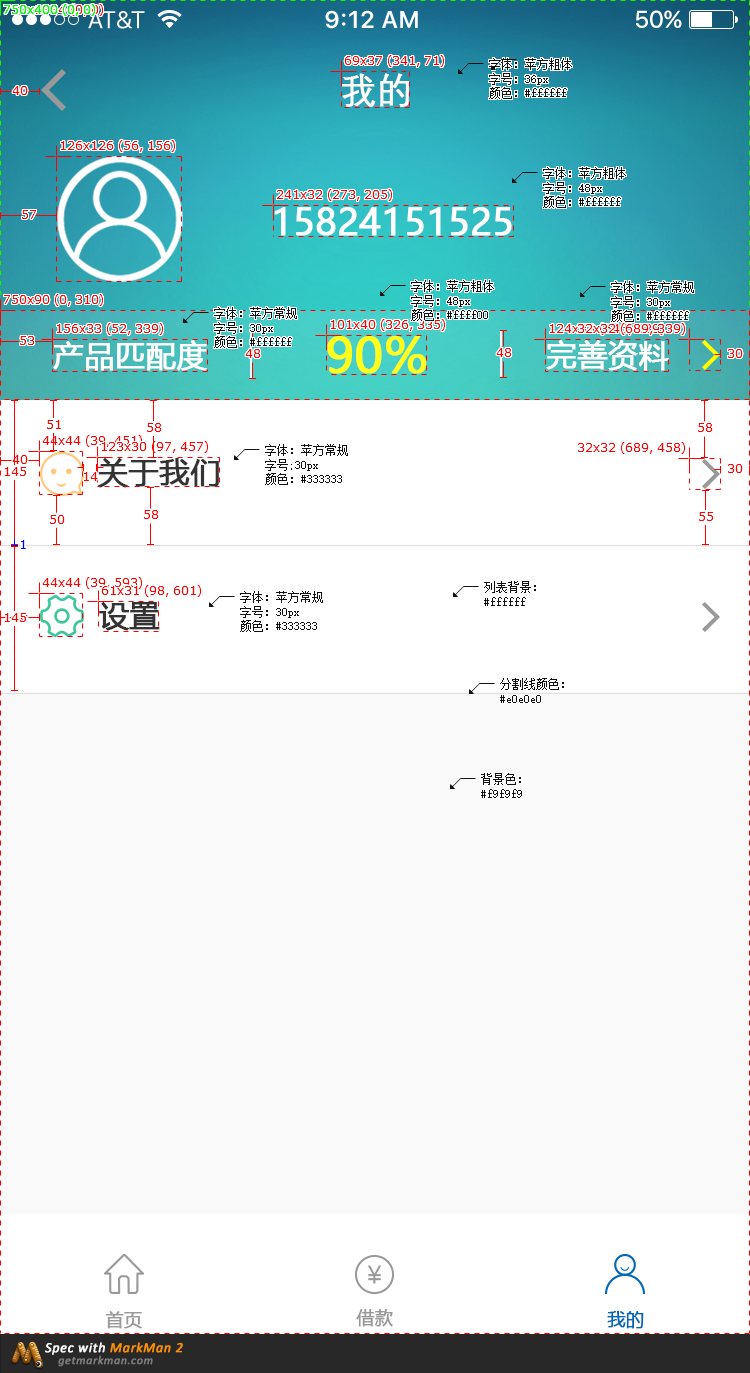 750x400 (0, 0)
AT&T
9:12 AM
50%
69x37 (341, 71)
40
我的
字体：苹方粗体
字号：36px
颜色：#ffffff
126x126 (56, 156)
57
241x32 (273, 205)
15824151525
字体：苹方粗体
字号：48px
颜色：#ffffff
750x90 (0, 310)
字体：苹方常规
字号：30px
颜色：#ffffff
字体：苹方粗体
字号：48px
颜色：#ffff00
字体：苹方常规
字号：30px
颜色：#ffffff
156x33 (52, 339)
101x40 (326, 335)
53
产品匹配度
48
90%
48
完善资料
30
51
58
58
44x44 (39, 451)
123x30 (97, 457)
32x32 (689, 458)
40
145
关于我们
字体：苹方常规
字号:30px
颜色：#333333
30
50
58
55
1
44x44 (39, 593)
61x31 (98, 601)
145
设置
字体：苹方常规
字号：30px
颜色：#333333
列表背景：
#ffffff
分割线颜色：
#e0e0e0
背景色：
#f9f9f9
首页
借款
我的
Spec with MarkMan 2
getmarkman.com